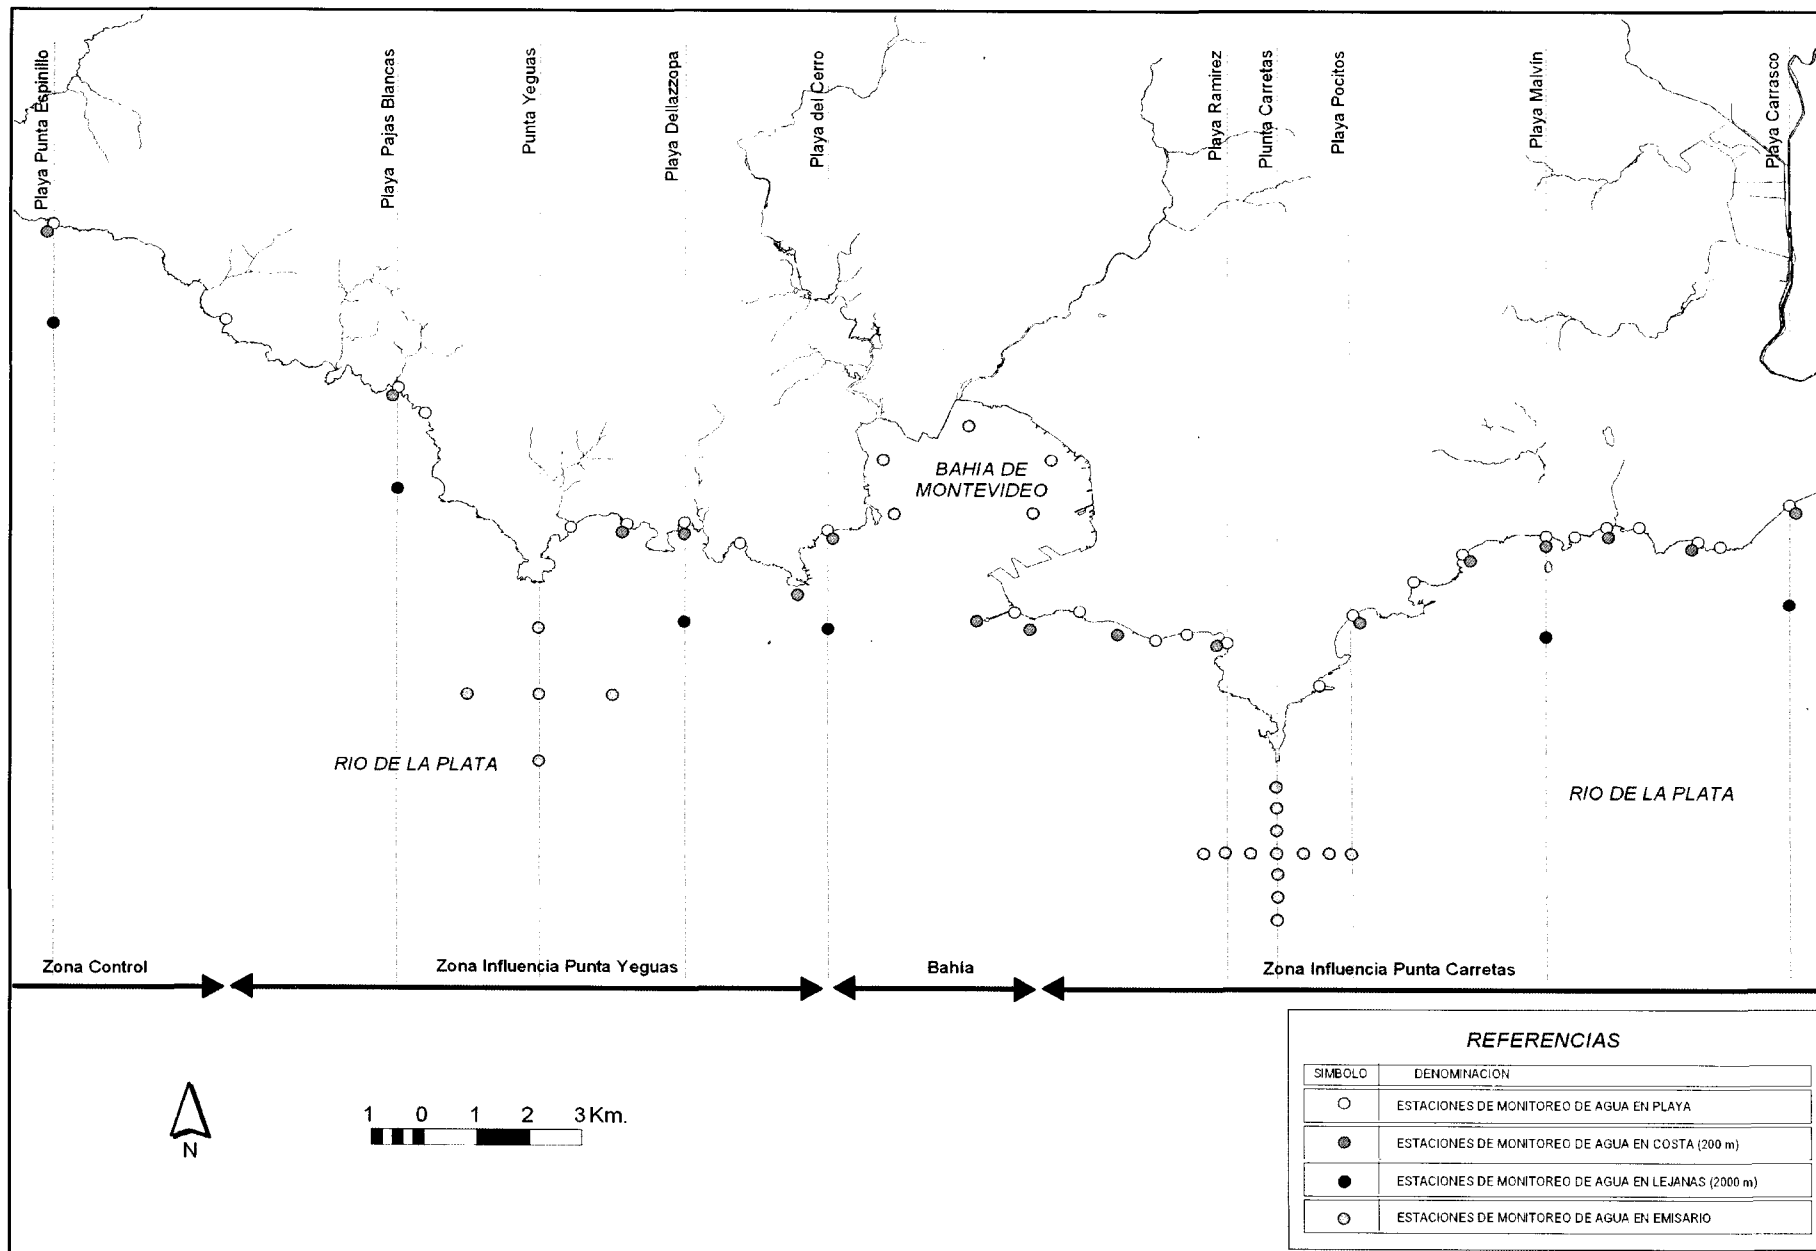 Playa Punta Espinillo
Playa Pajas Blancas
Punta Yeguas
Playa Dellazzopa
Playa del Cerro
Playa Ramirez
Plunta Carretas
Playa Pocitos
Playa Malvín
Playa Carrasco
BAHIA DE
MONTEVIDEO
RIO DE LA PLATA
RIO DE LA PLATA
Zona Control
Zona Influencia Punta Yeguas
Bahía
Zona Influencia Punta Carretas
N
1 0 1 2 3 Km.
REFERENCIAS
SIMBOLO DENOMINACION
ESTACIONES DE MONITOREO DE AGUA EN PLAYA
ESTACIONES DE MONITOREO DE AGUA EN COSTA (200 m)
ESTACIONES DE MONITOREO DE AGUA EN LEJANAS (2000 m)
ESTACIONES DE MONITOREO DE AGUA EN EMISARIO